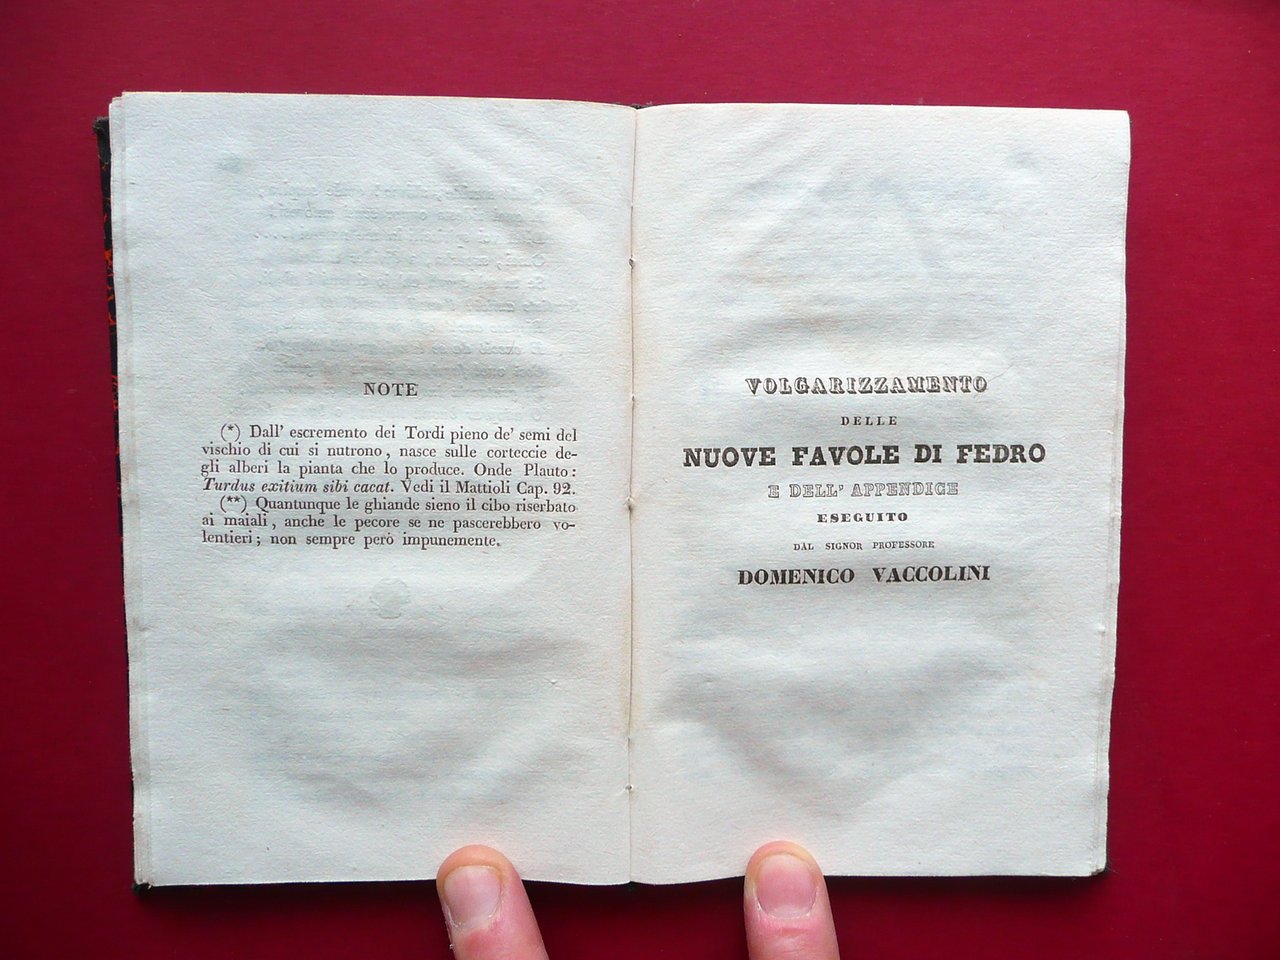 NOTE
(*) Dall' escremento dei Tordi pieno de' semi del
vischio di cui si nutrono, nasce sulle corteccie de-
gli alberi la pianta che lo produce. Onde Plauto:
Turdus exitium sibi cacat. Vedi il Mattioli Cap. 92.
(**) Quantunque le ghiande sieno il cibo riserbato
ai maiali, anche le pecore se ne pascerebbero vo-
lentieri; non sempre però impunemente.
VOLGARIZZAMENTO
DELLE
NUOVE FAVOLE DI FEDRO
E DELL' APPENDICE
ESEGUITO
DAL SIGNOR PROFESSORE
DOMENICO VACCOLINI